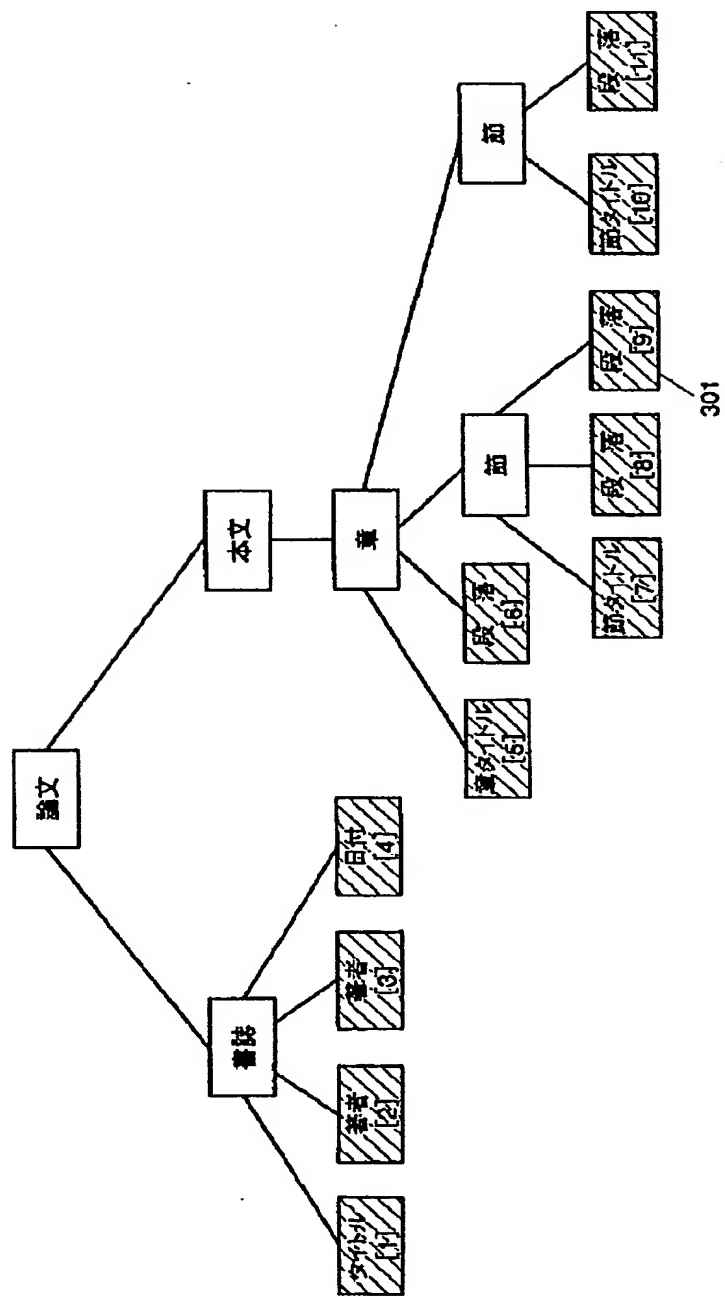 論文
書誌
本文
タイトル
[1]
著者
[2]
著者
[3]
日付
[4]
章
章タイトル
[5]
段落
[6]
節
節
節タイトル
[7]
段落
[8]
段落
[9]
節タイトル
[10]
段落
[11]
301